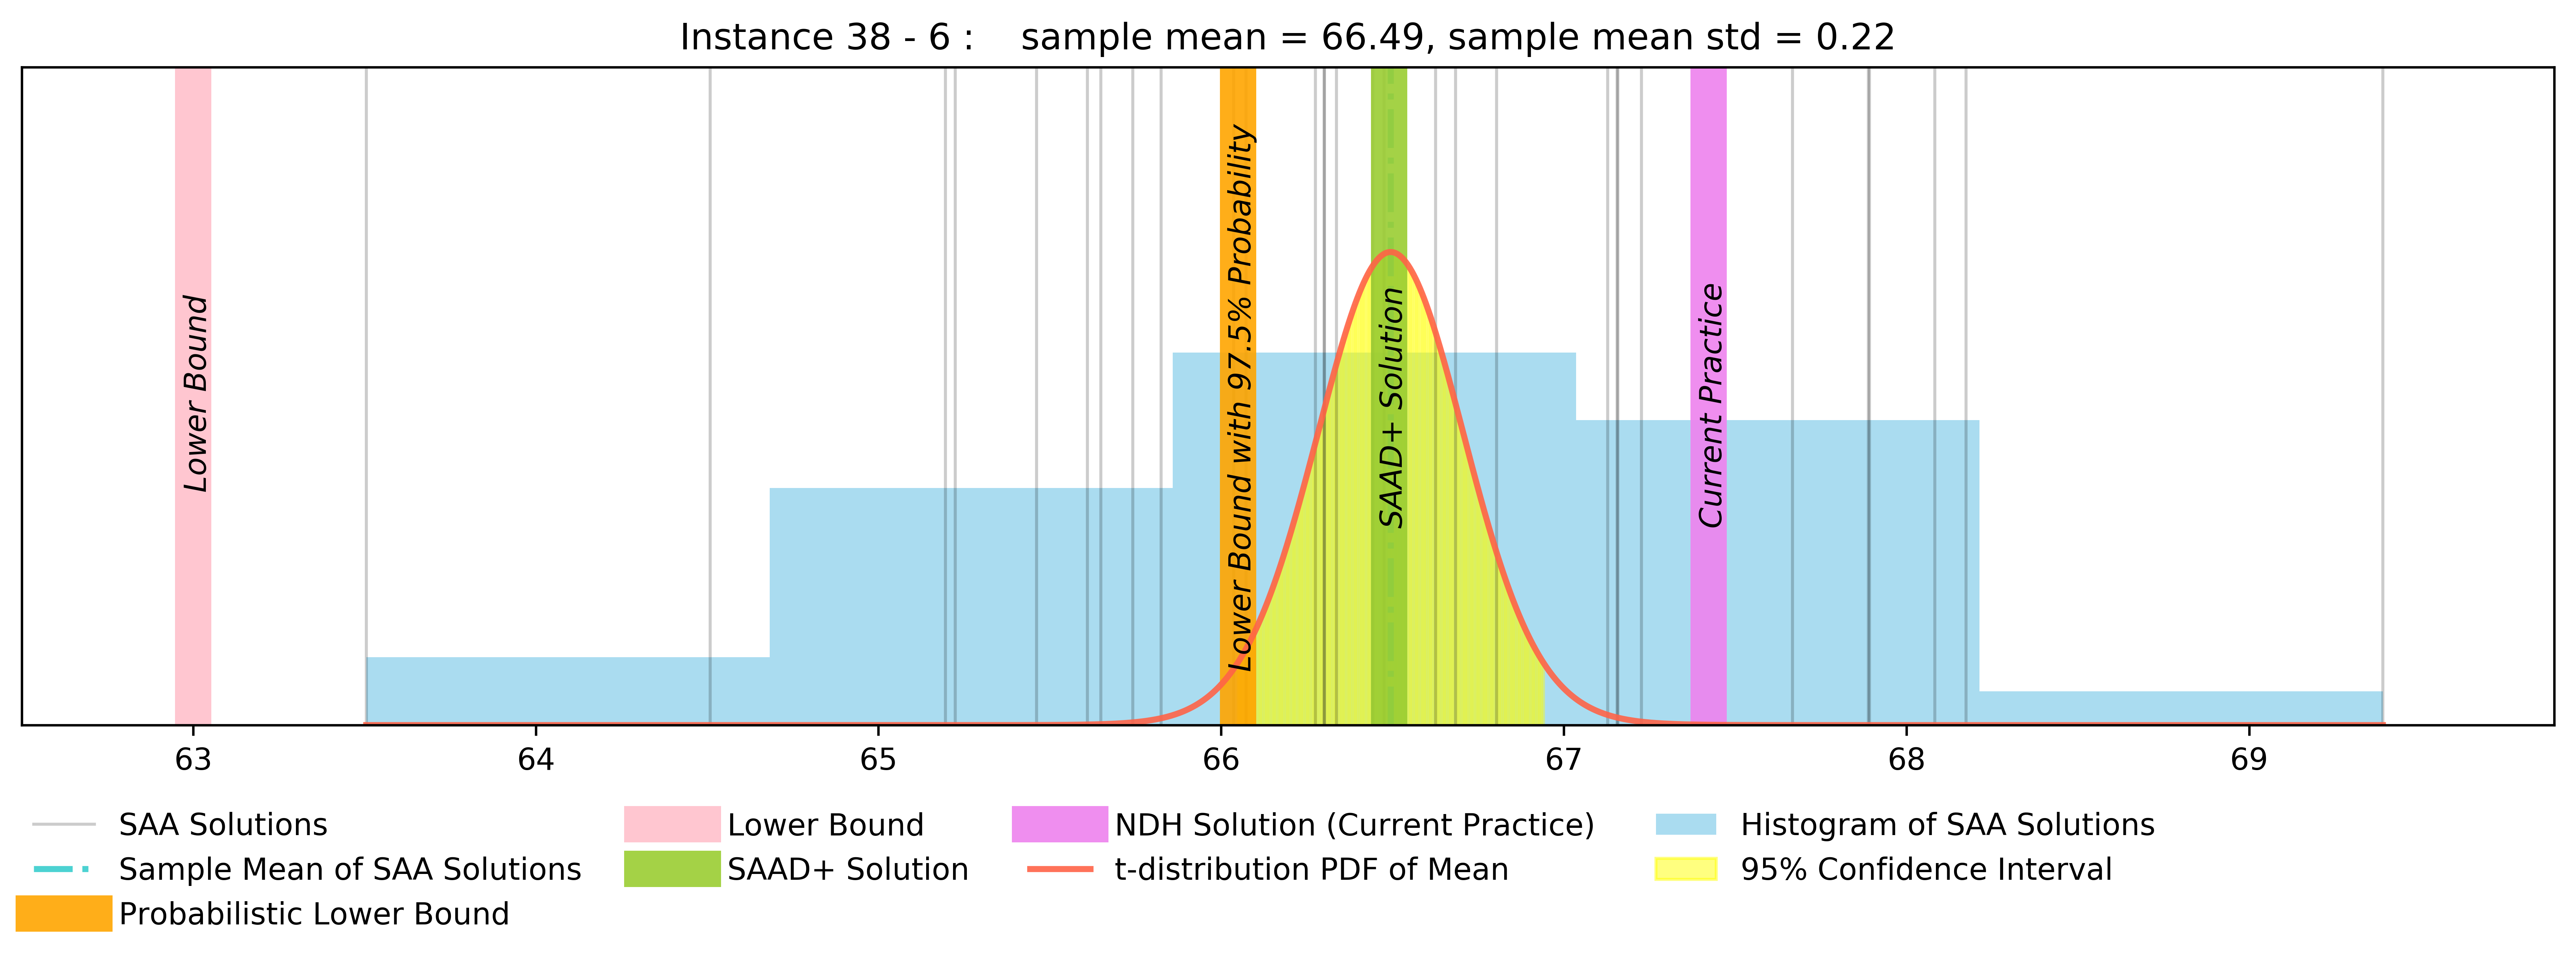 Instance 38 - 6 :    sample mean = 66.49, sample mean std = 0.22
Lower Bound
Lower Bound with 97.5% Probability
SAAD+ Solution
Current Practice
63 64 65 66 67 68 69
SAA Solutions
Sample Mean of SAA Solutions
Probabilistic Lower Bound
Lower Bound
SAAD+ Solution
NDH Solution (Current Practice)
t-distribution PDF of Mean
Histogram of SAA Solutions
95% Confidence Interval